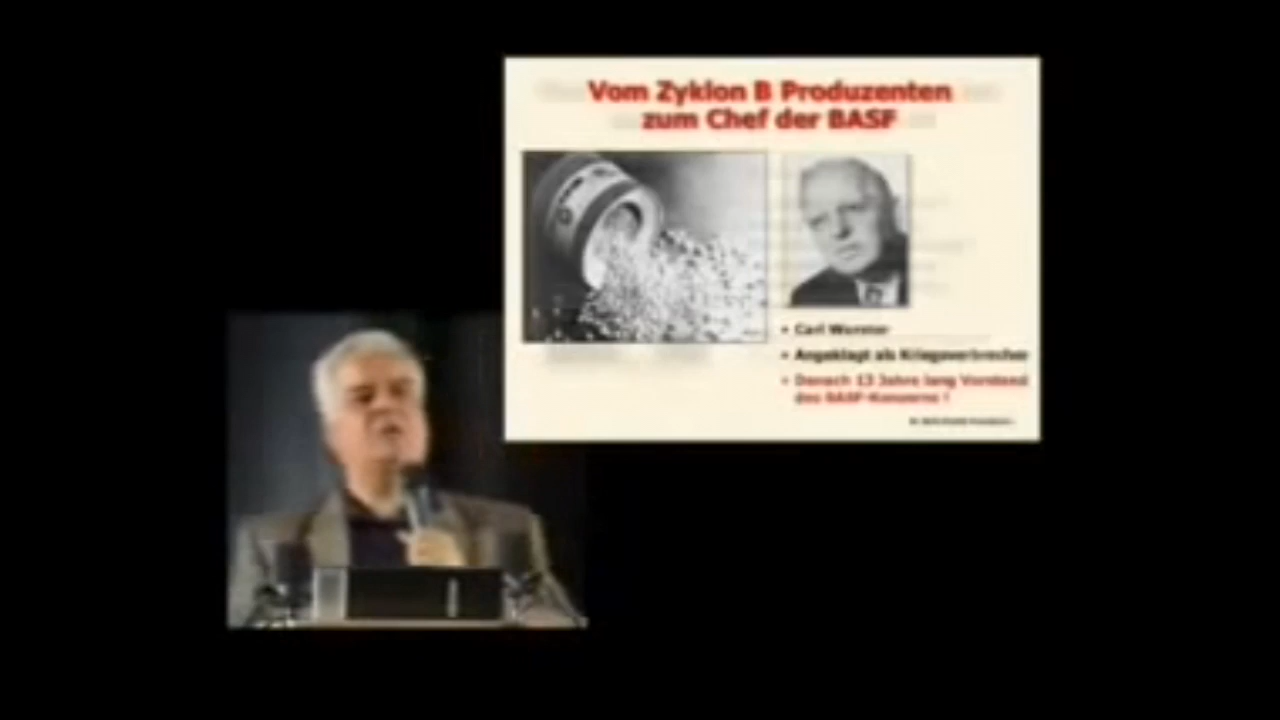 Vom Zyklon B Produzenten
zum Chef der BASF
• Carl Wurster
• Angeklagt als Kriegsverbrecher
• Danach 13 Jahre lang Vorstand
des BASF-Konzerns !